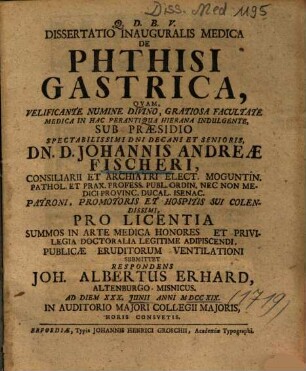 Diss. Med 1195
Q. D. B. V.
DISSERTATIO INAUGURALIS MEDICA
DE
PHTHISI
GASTRICA,
QVAM,
VELIFICANTE NUMINE DIVINO, GRATIOSA FACULTATE
MEDICA IN HAC PERANTIQUA HIERANA INDULGENTE,
SUB PRÆSIDIO
SPECTABILISSIMI DNI DECANI ET SENIORIS,
DN. D. JOHANNIS ANDREÆ
FISCHERI,
CONSILIARII ET ARCHIATRI ELECT. MOGUNTIN.
PATHOL. ET PRAX. PROFESS. PUBL. ORDIN. NEC NON ME-
DICI PROVINC. DUCAL. ISENAC.
PATRONI, PROMOTORIS ET HOSPITIS SUI COLEN-
DISSIMI,
PRO LICENTIA
SUMMOS IN ARTE MEDICA HONORES ET PRIVI-
LEGIA DOCTORALIA LEGITIME ADIPISCENDI,
PUBLICÆ ERUDITORUM VENTILATIONI
SUBMITTET
RESPONDENS
JOH. ALBERTUS ERHARD,
ALTENBURGO-MISNICUS.
AD DIEM XXX. JUNII ANNI MDCCXIX.
IN AUDITORIO MAJORI COLLEGII MAJORIS,
HORIS CONSVETIS.
1719,
ERFORDIÆ, Typis JOHANNIS HENRICI GROSCHII, Academiæ Typographi.